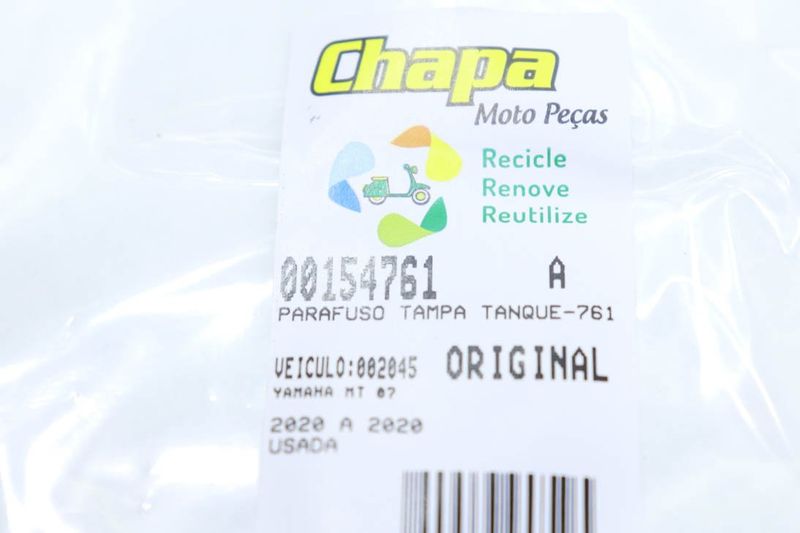 Chapa
Moto Peças
Recicle
Renove
Reutilize
00154761 A
PARAFUSO TAMPA TANQUE-761
VEICULO:002045 ORIGINAL
YAMAHA MT 07
2020 A 2020
USADA